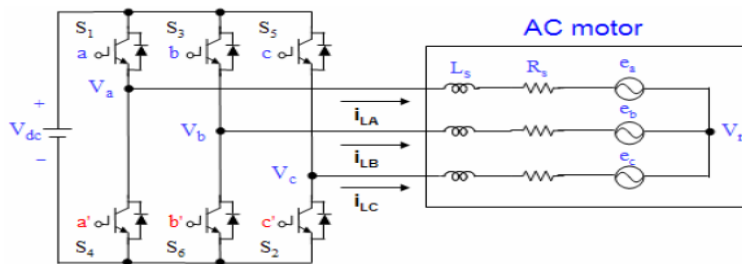 AC motor
S1 S3 S5
a b c
Va
Ls Rs ea
iLA
+
Vdc
−
Vb
eb
iLB
Vc
ec
iLC
a' b' c'
S4 S6 S2